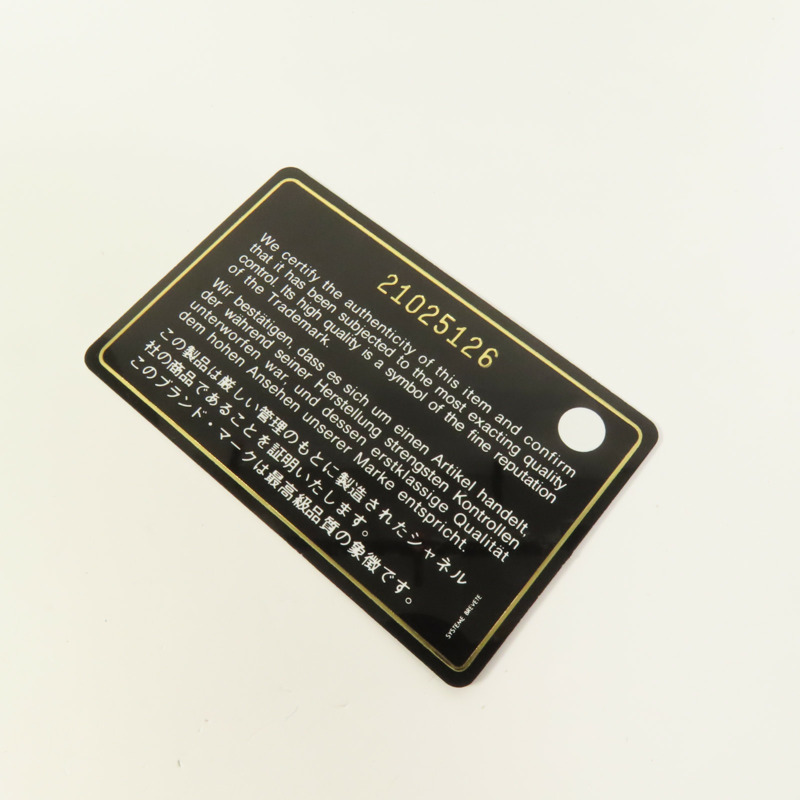 21025126
We certify the authenticity of this item and confirm
that it has been subjected to the most exacting quality
control. Its high quality is a symbol of the fine reputation
of the Trademark
Wir bestätigen, dass es sich um einen Artikel handelt,
der während seiner Herstellung strengsten Kontrollen
unterworfen war, und dessen erstklassige Qualität
dem hohen Ansehen unserer Marke entspricht.
この製品は厳しい管理のもとに製造されたシャネル
社の商品であることを証明いたします。
このブランド・マークは最高級品質の象徴です。
SYSTEME BREVETE